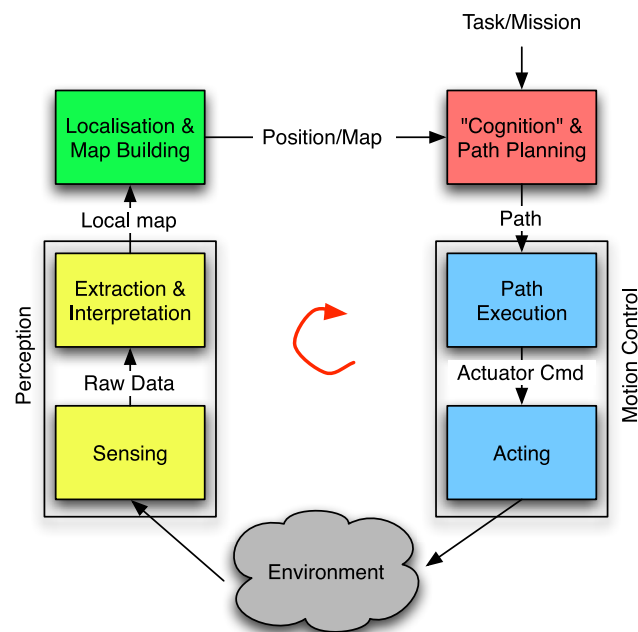 Task/Mission
Localisation &
Map Building
Position/Map
"Cognition" &
Path Planning
Local map
Path
Perception
Extraction &
Interpretation
Path
Execution
Motion Control
Raw Data
Actuator Cmd
Sensing
Acting
Environment